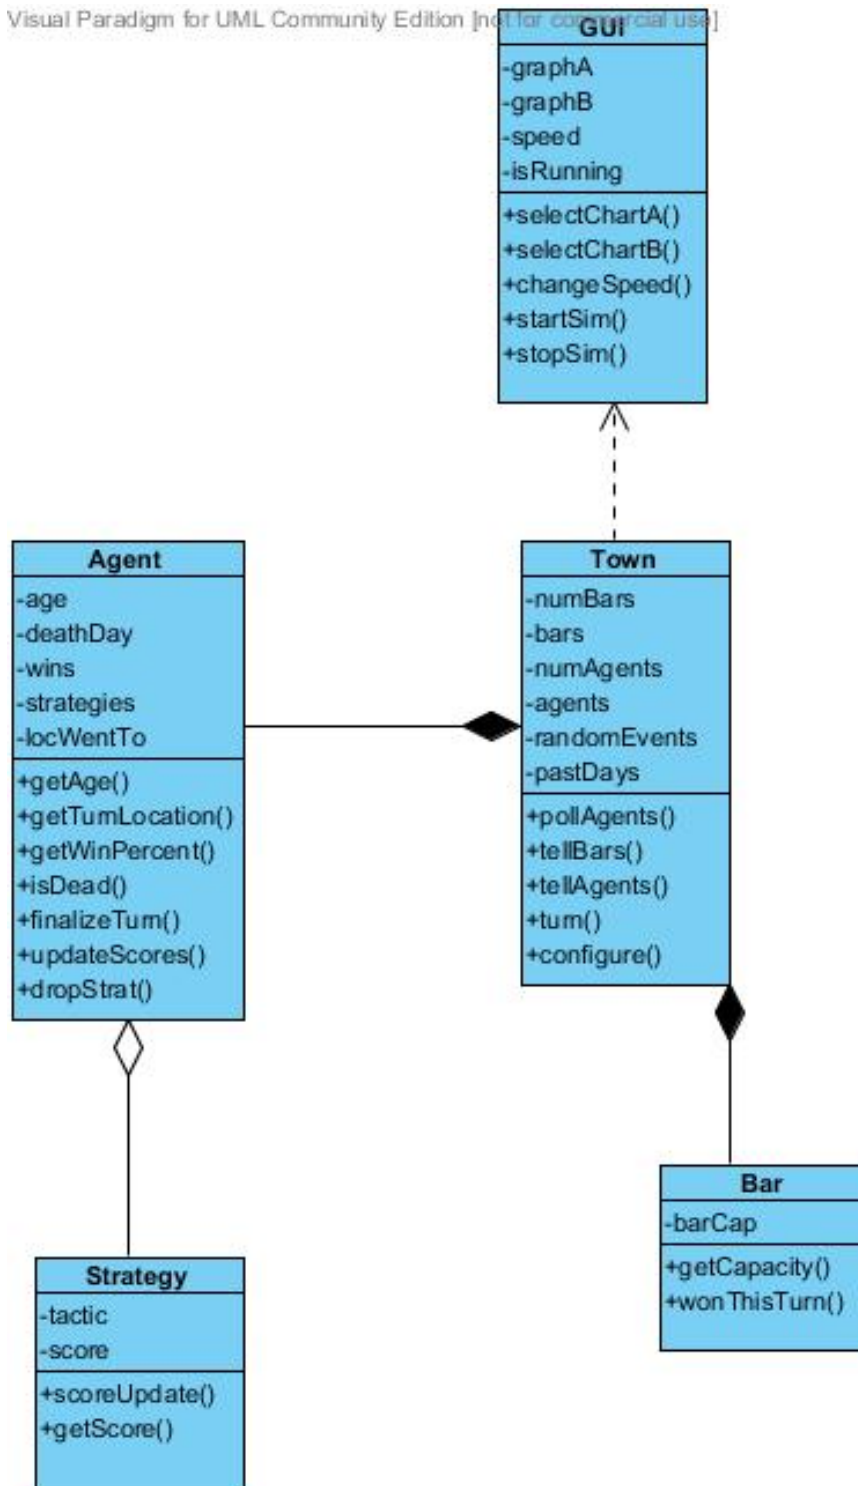 Visual Paradigm for UML Community Edition [not for commercial use]
GUI
-graphA
-graphB
-speed
-isRunning
+selectChartA()
+selectChartB()
+changeSpeed()
+startSim()
+stopSim()
Agent
-age
-deathDay
-wins
-strategies
-locWentTo
+getAge()
+getTurnLocation()
+getWinPercent()
+isDead()
+finalizeTurn()
+updateScores()
+dropStrat()
Town
-numBars
-bars
-numAgents
-agents
-randomEvents
-pastDays
+pollAgents()
+tellBars()
+tellAgents()
+turn()
+configure()
Bar
-barCap
+getCapacity()
+wonThisTurn()
Strategy
-tactic
-score
+scoreUpdate()
+getScore()